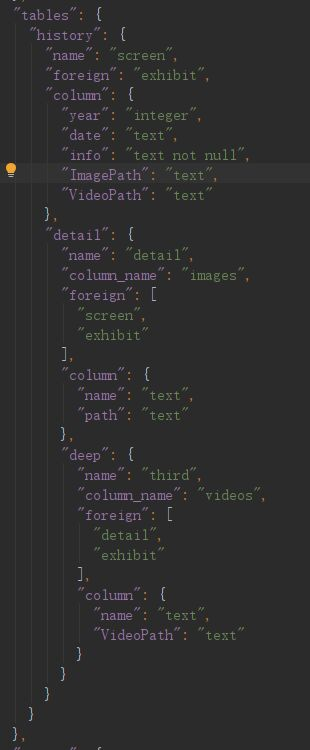 "tables": {
"history": {
"name": "screen",
"foreign": "exhibit",
"column": {
"year": "integer",
"date": "text",
"info": "text not null",
"ImagePath": "text",
"VideoPath": "text"
},
"detail": {
"name": "detail",
"column_name": "images",
"foreign": [
"screen",
"exhibit"
],
"column": {
"name": "text",
"path": "text"
},
"deep": {
"name": "third",
"column_name": "videos",
"foreign": [
"detail",
"exhibit"
],
"column": {
"name": "text",
"VideoPath": "text"
}
}
}
}
},